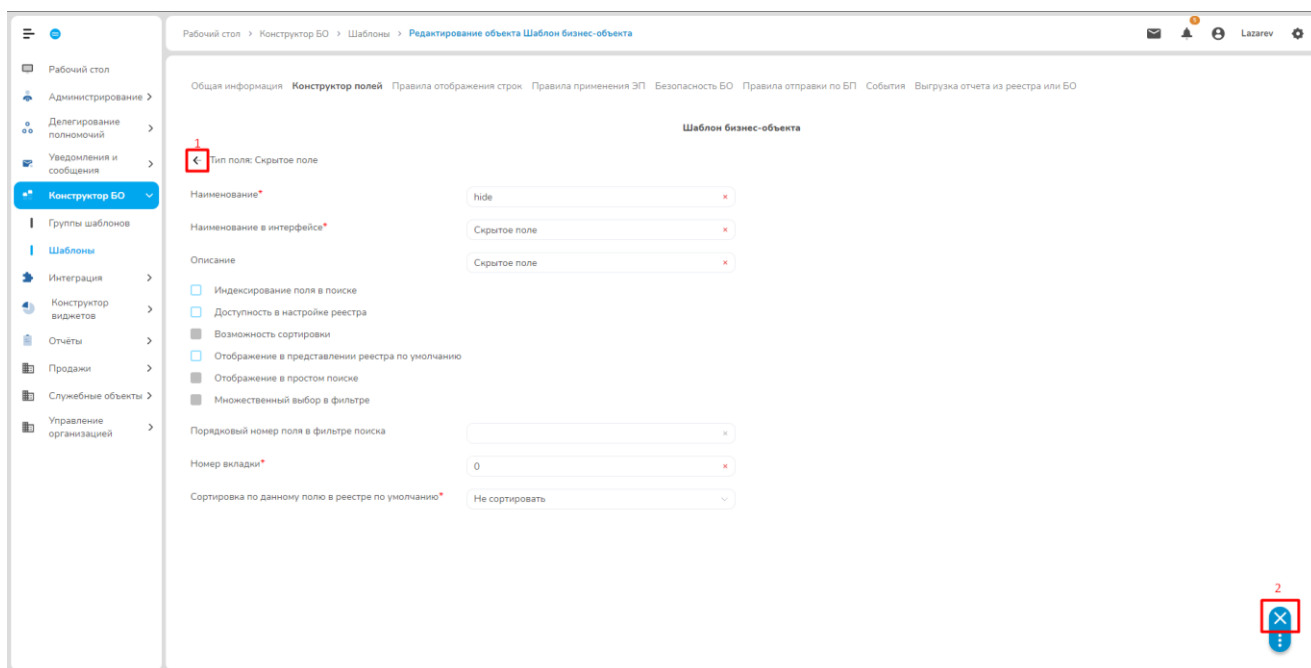 Рабочий стол > Конструктор БО > Шаблоны > Редактирование объекта Шаблон бизнес-объекта
Lazarev
Рабочий стол
Администрирование
Делегирование
полномочий
Уведомления и
сообщения
Конструктор БО
Группы шаблонов
Шаблоны
Интеграция
Конструктор
виджетов
Отчёты
Продажи
Служебные объекты
Управление
организацией
Общая информация Конструктор полей Правила отображения строк Правила применения ЭП Безопасность БО Правила отправки по БП События Выгрузка отчета из реестра или БО
Шаблон бизнес-объекта
1
Тип поля: Скрытое поле
Наименование* hide
Наименование в интерфейсе* Скрытое поле
Описание Скрытое поле
Индексирование поля в поиске
Доступность в настройке реестра
Возможность сортировки
Отображение в представлении реестра по умолчанию
Отображение в простом поиске
Множественный выбор в фильтре
Порядковый номер поля в фильтре поиска
Номер вкладки* 0
Сортировка по данному полю в реестре по умолчанию* Не сортировать
2